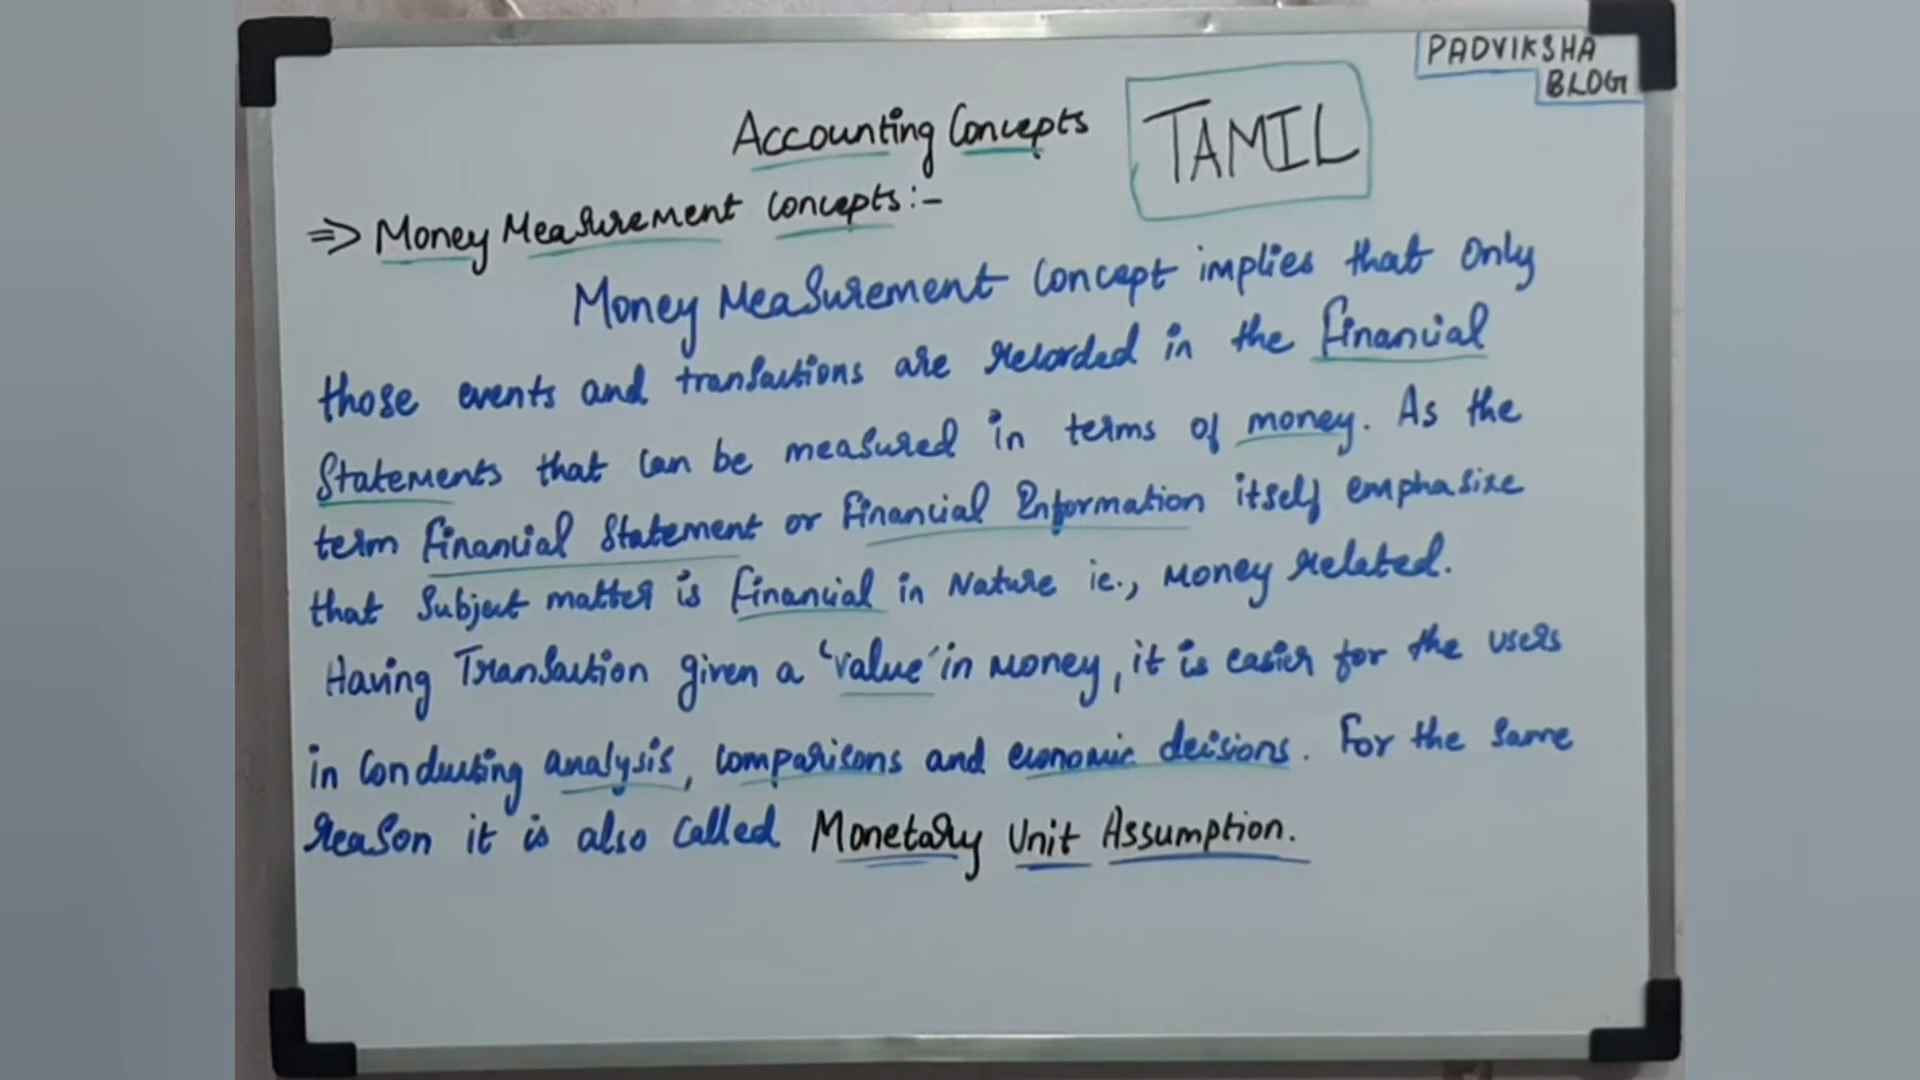 PADVIKSHA
BLOG
Accounting Concepts
TAMIL
⇒ Money Measurement Concepts:-
Money Measurement Concept implies that only
those events and transactions are recorded in the financial
Statements that can be measured in terms of money. As the
term financial Statement or financial Information itself emphasize
that Subject matter is financial in Nature ie., Money related.
Having Transaction given a 'value' in money, it is easier for the users
in Conducting analysis, comparisons and economic decisions. For the same
reason it is also called Monetary Unit Assumption.